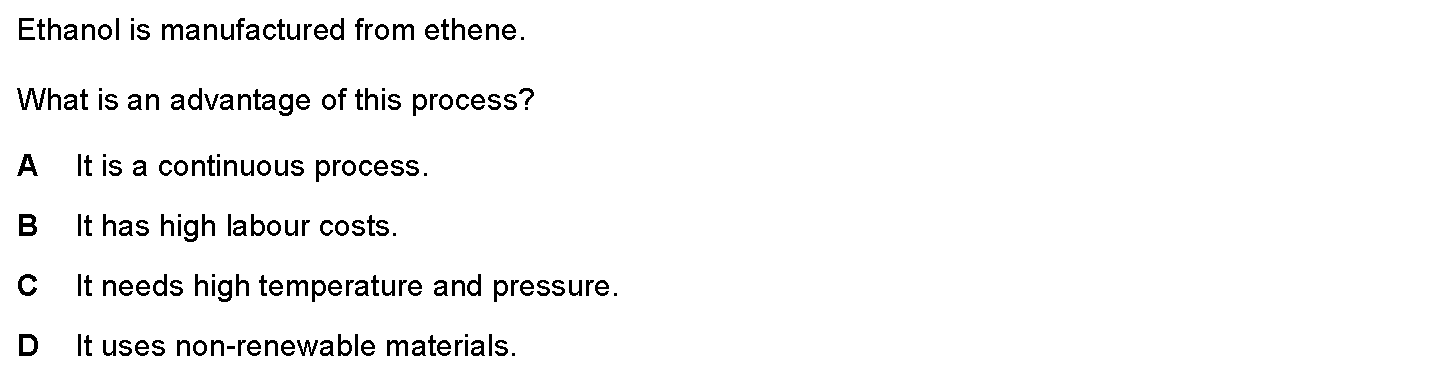 Ethanol is manufactured from ethene.
What is an advantage of this process?
A It is a continuous process.
B It has high labour costs.
C It needs high temperature and pressure.
D It uses non-renewable materials.